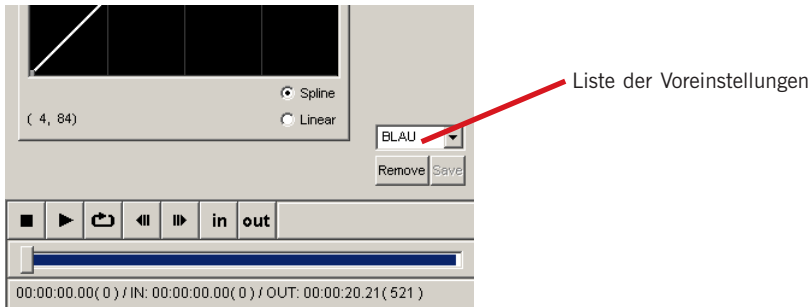 Spline
( 4, 84)
Linear
Liste der Voreinstellungen
BLAU
Remove Save
in out
00:00:00.00( 0 ) / IN: 00:00:00.00( 0 ) / OUT: 00:00:20.21( 521 )